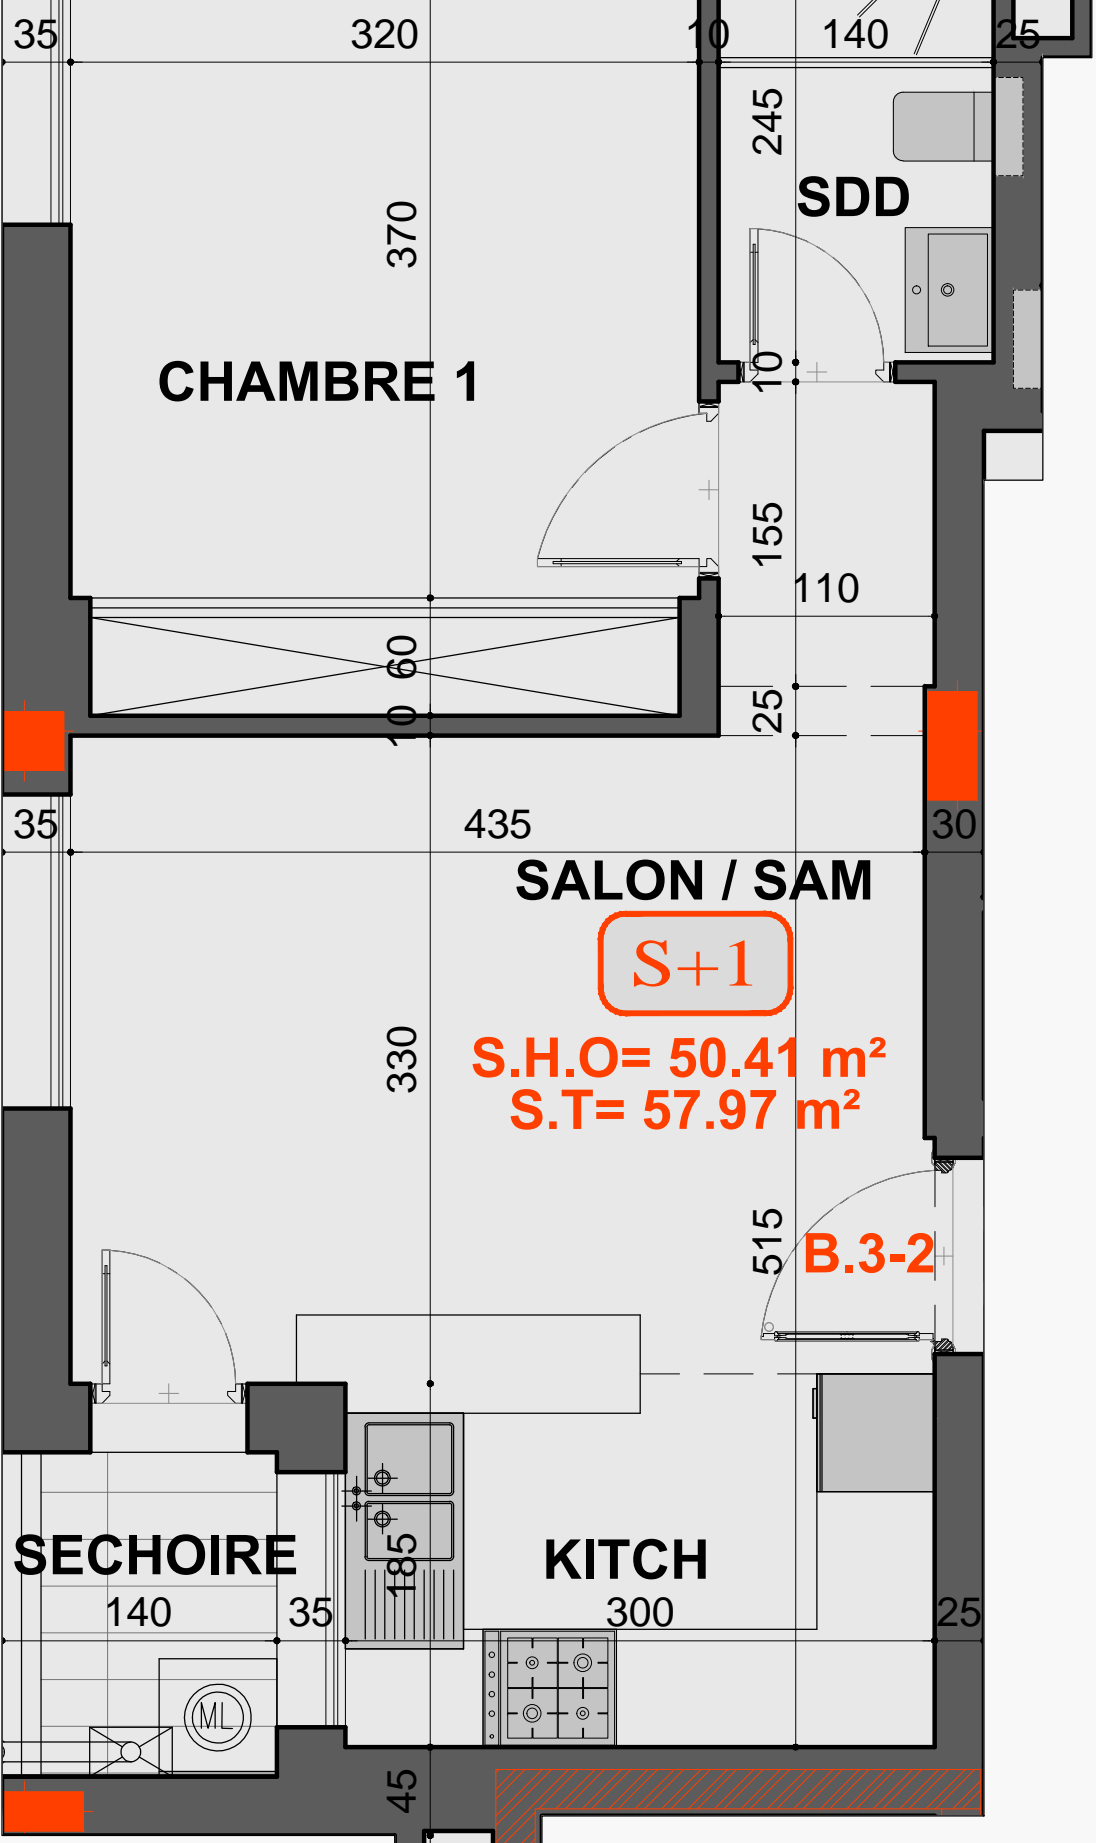 35 320 10 140 25
245
SDD
370
CHAMBRE 1
10
155
110
60
10
25
35 435 30
SALON / SAM
S+1
S.H.O= 50.41 m²
S.T= 57.97 m²
330
515
B.3-2
SECHOIRE
185
KITCH
140 35 300 25
ML
45